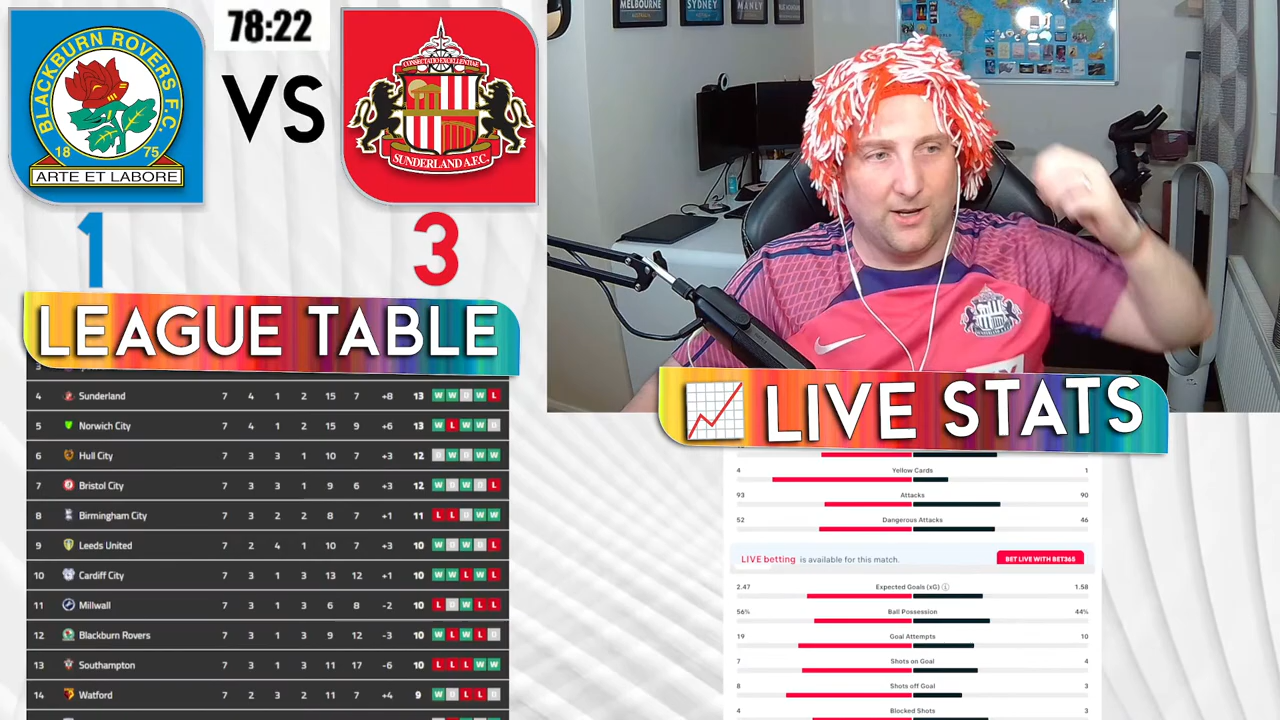 BLACKBURN ROVERS F.C.
18 75
ARTE ET LABORE
78:22
VS
CONSECTATIO EXCELLENTIAE
SUNDERLAND A.F.C.
MELBOURNE
AUSTRALIA
SYDNEY
AUSTRALIA
MANLY
1
3
LEAGUE TABLE
4 Sunderland 7 4 1 2 15 7 +8 13 W W D W L
5 Norwich City 7 4 1 2 15 9 +6 13 W L W W D
6 Hull City 7 3 3 1 10 7 +3 12 D W D W W
7 Bristol City 7 3 3 1 9 6 +3 12 W D W D L
8 Birmingham City 7 3 2 2 8 7 +1 11 L L D W W
9 Leeds United 7 2 4 1 10 7 +3 10 W D W D L
10 Cardiff City 7 3 1 3 13 12 +1 10 W W L W L
11 Millwall 7 3 1 3 6 8 -2 10 L D W L L
12 Blackburn Rovers 7 3 1 3 9 12 -3 10 W L W L D
13 Southampton 7 3 1 3 11 17 -6 10 L L L W W
14 Watford 7 2 3 2 11 7 +4 9 W D L L D
LIVE STATS
4 Yellow Cards 1
93 Attacks 90
52 Dangerous Attacks 46
LIVE betting is available for this match. BET LIVE WITH BET365
2.47 Expected Goals (xG) 1.58
56% Ball Possession 44%
19 Goal Attempts 10
7 Shots on Goal 4
8 Shots off Goal 3
4 Blocked Shots 3